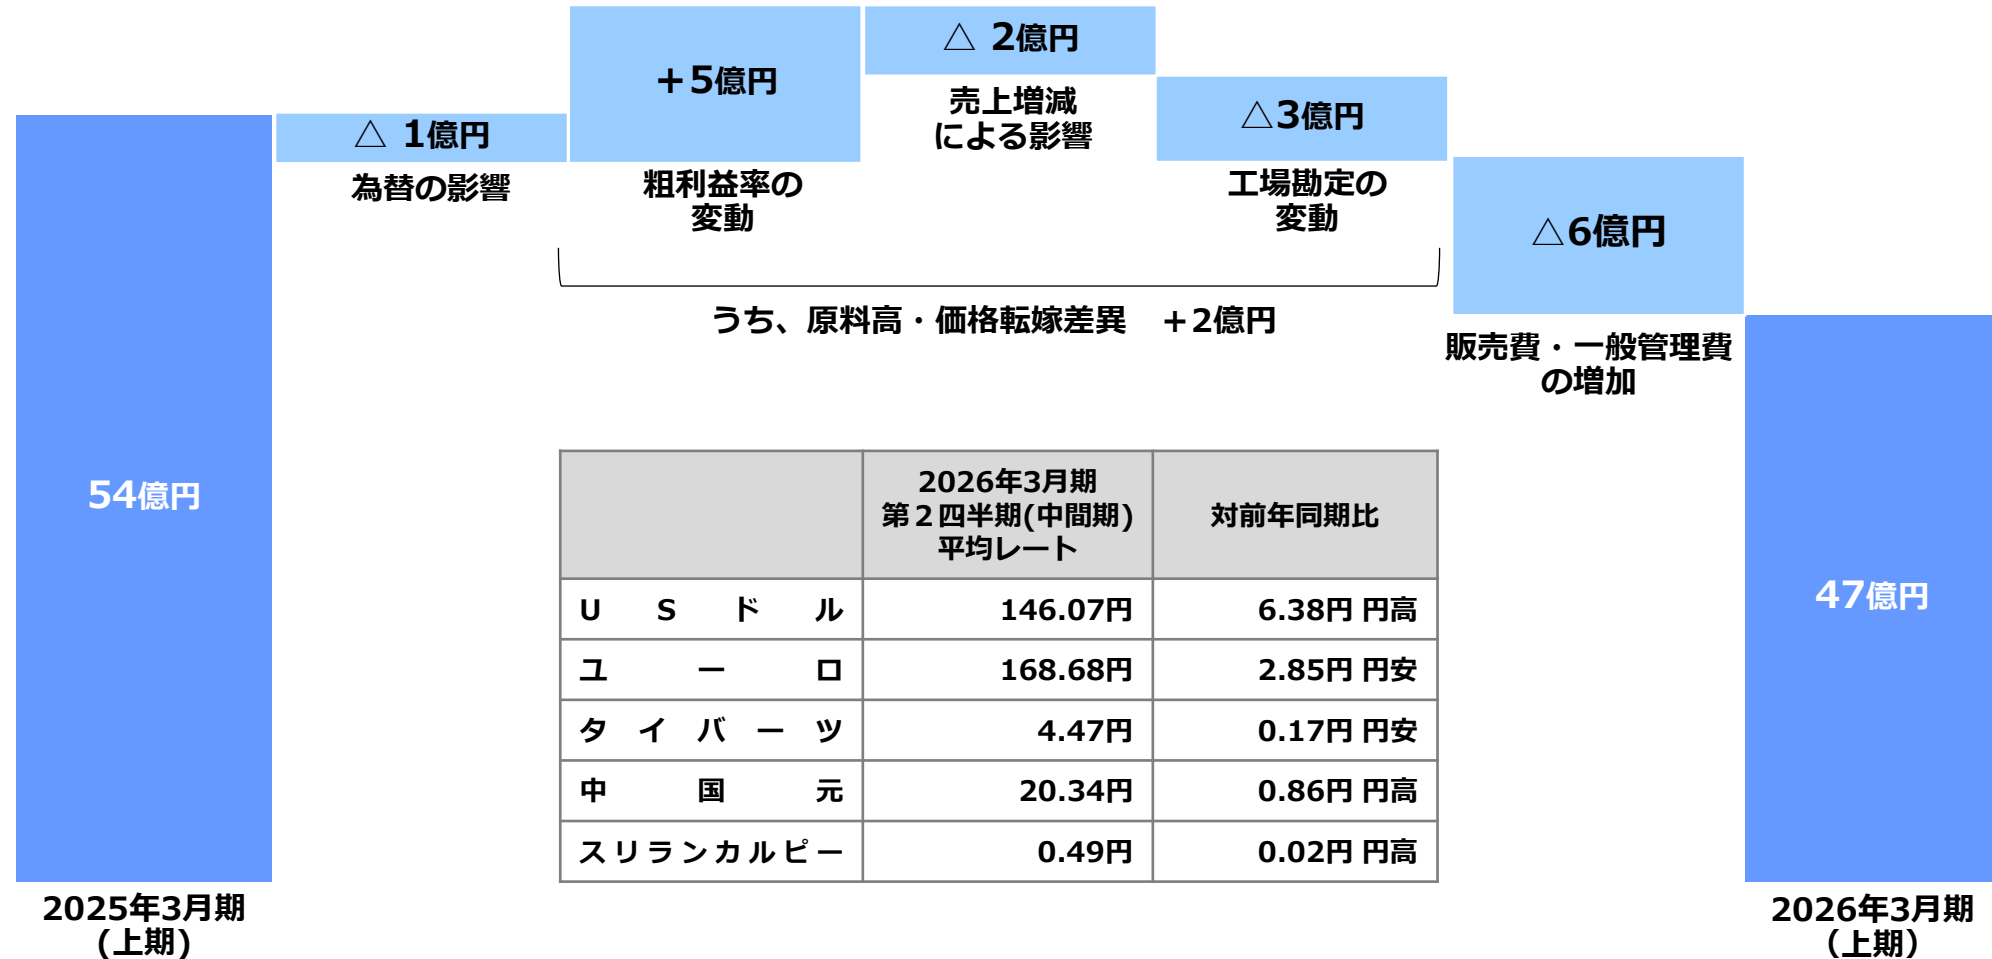 54億円
2025年3月期
(上期)
△ 1億円
為替の影響
+5億円
粗利益率の
変動
△ 2億円
売上増減
による影響
△3億円
工場勘定の
変動
うち、原料高・価格転嫁差異　+2億円
△6億円
販売費・一般管理費
の増加
47億円
2026年3月期
（上期）
2026年3月期
第２四半期(中間期)
平均レート
対前年同期比
USドル 146.07円 6.38円 円高
ユーロ 168.68円 2.85円 円安
タイバーツ 4.47円 0.17円 円安
中国元 20.34円 0.86円 円高
スリランカルピー 0.49円 0.02円 円高